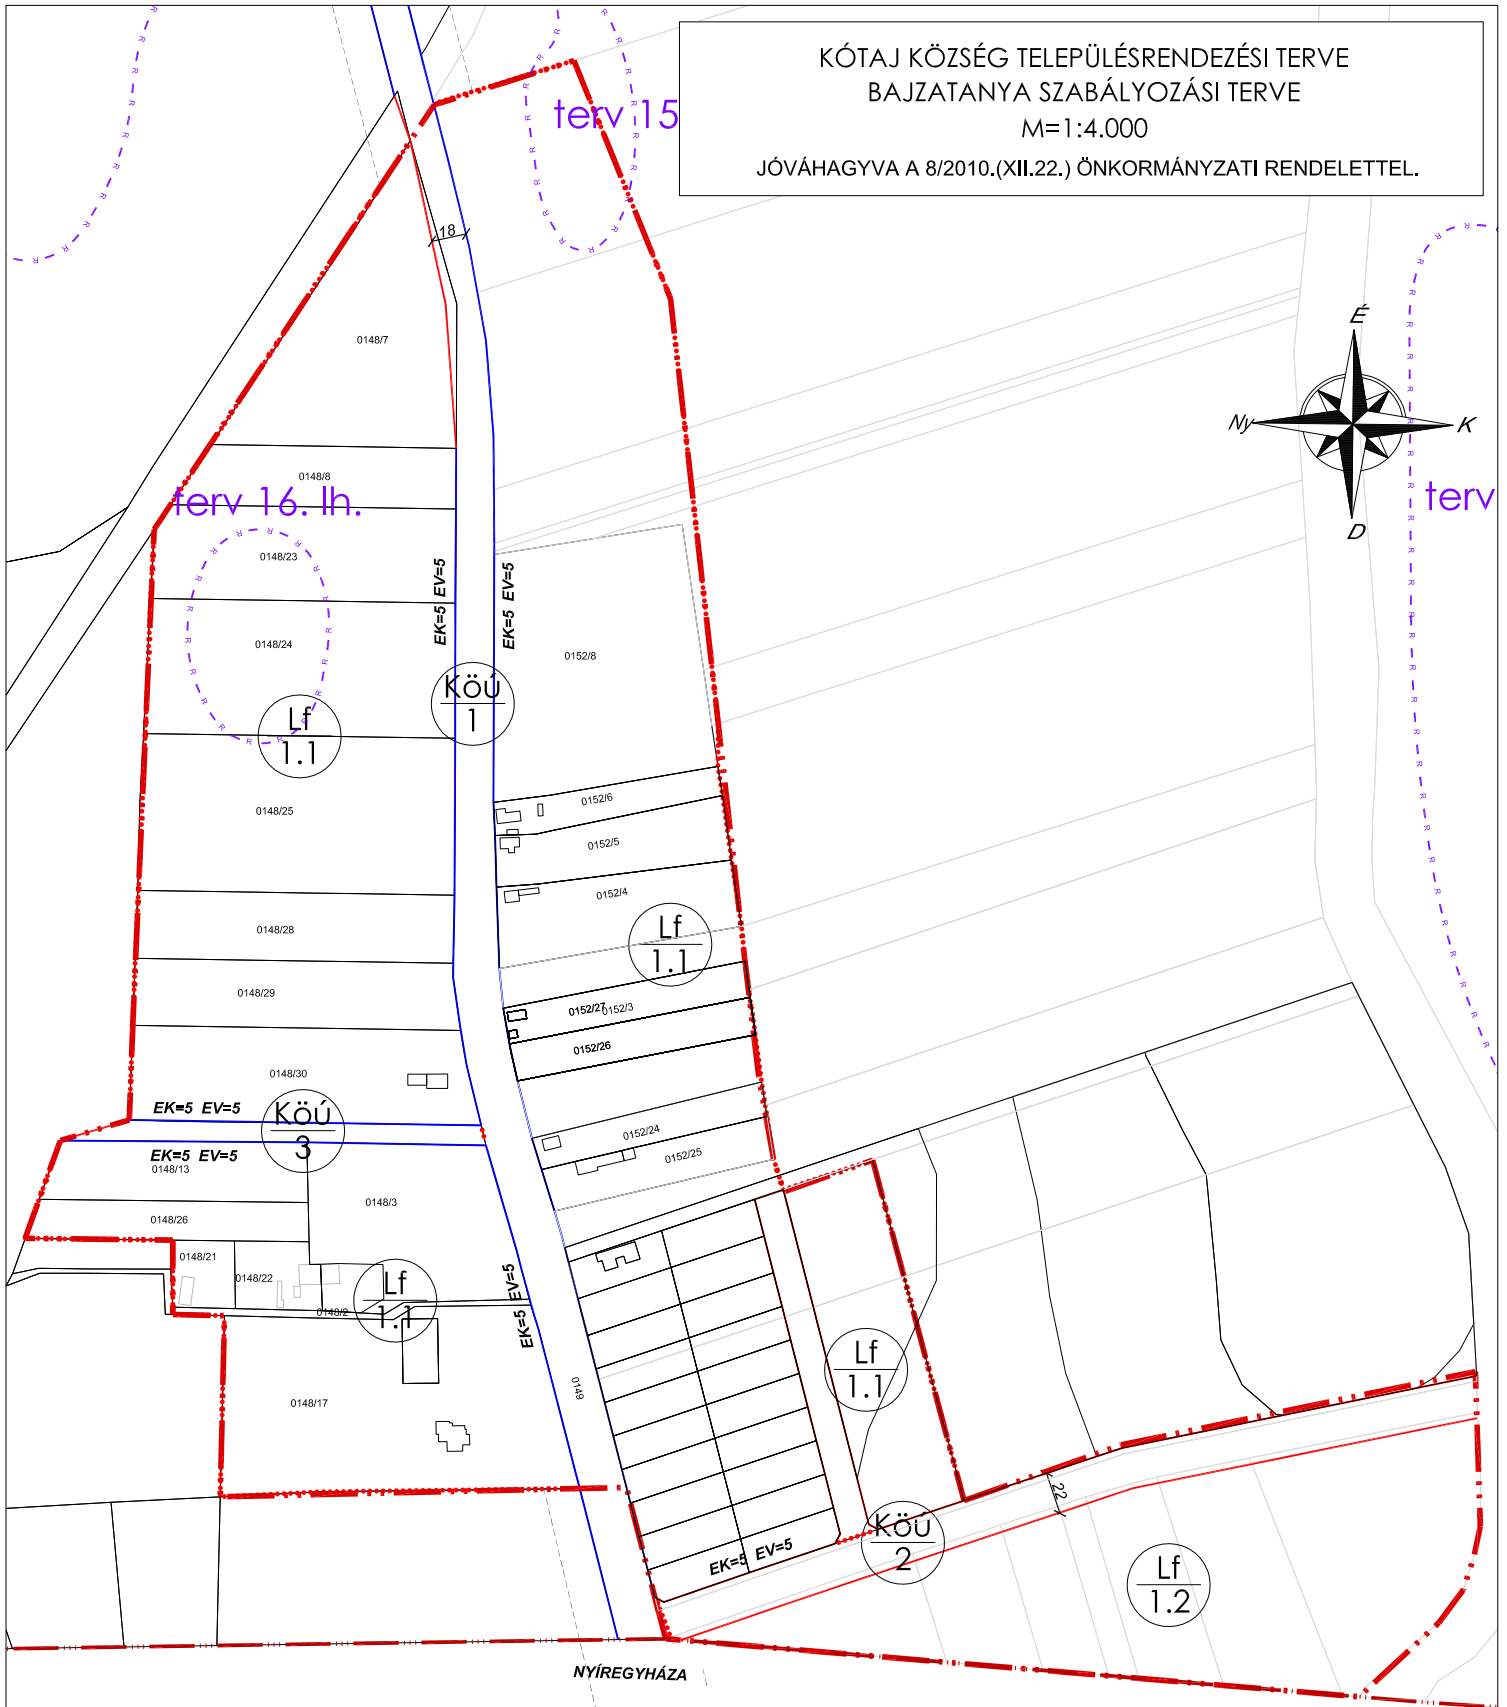 KÓTAJ KÖZSÉG TELEPÜLÉSRENDEZÉSI TERVE
BAJZATANYA SZABÁLYOZÁSI TERVE
M=1:4.000
JÓVÁHAGYVA A 8/2010.(XII.22.) ÖNKORMÁNYZATI RENDELETTEL.
terv 15
18
0148/7
É
Ny
K
D
0148/8
terv 16. lh.
terv
0148/23
EK=5 EV=5
EK=5 EV=5
0148/24
0152/8
Köú
1
Lf
1.1
0148/25
0152/6
0152/5
0152/4
0148/28
Lf
1.1
0148/29
0152/27
0152/3
0152/26
0148/30
EK=5 EV=5
Köú
3
EK=5 EV=5
0148/13
0152/24
0152/25
0148/3
0148/26
0148/21
0148/22
Lf
1.1
0148/2
EK=5 EV=5
0149
Lf
1.1
0148/17
22
Köú
2
EK=5 EV=5
Lf
1.2
NYÍREGYHÁZA